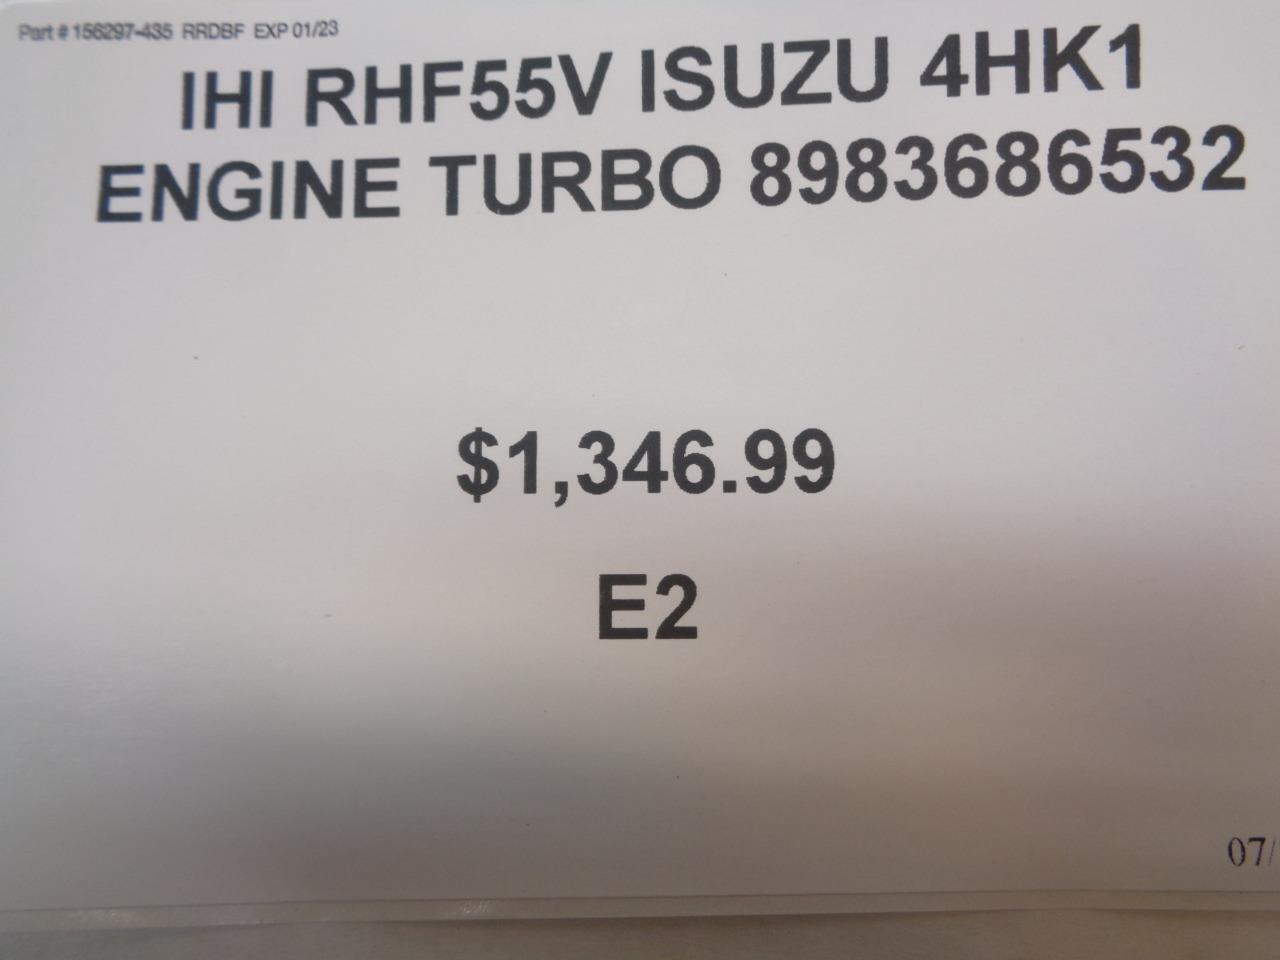 Part # 156297-435 RRDBF EXP 01/23
IHI RHF55V ISUZU 4HK1
ENGINE TURBO 8983686532
$1,346.99
E2
07/